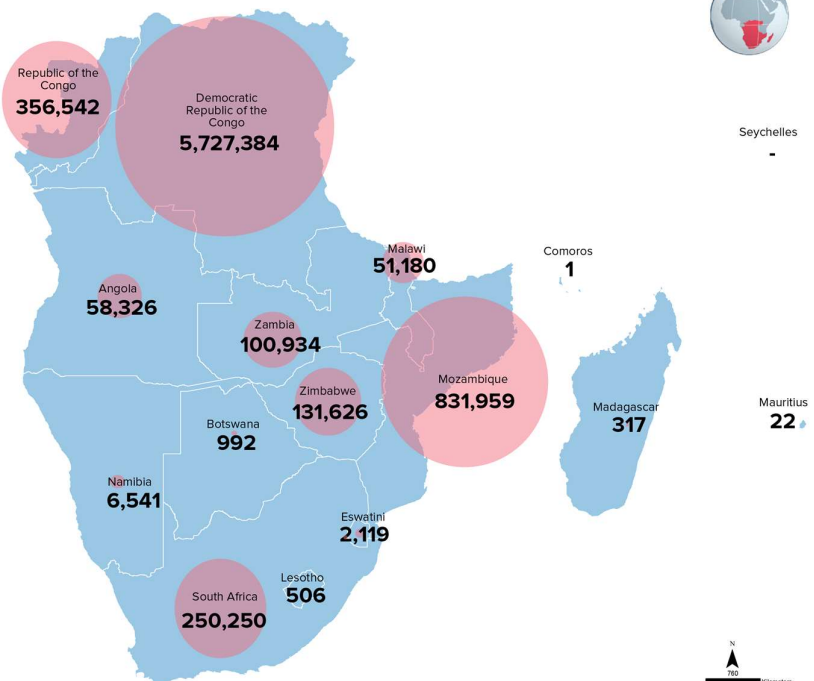 Republic of the
Congo
356,542
Democratic
Republic of the
Congo
5,727,384
Seychelles
-
Malawi
51,180
Comoros
1
Angola
58,326
Zambia
100,934
Mozambique
831,959
Zimbabwe
131,626
Madagascar
317
Mauritius
22
Botswana
992
Namibia
6,541
Eswatini
2,119
Lesotho
506
South Africa
250,250
N
760